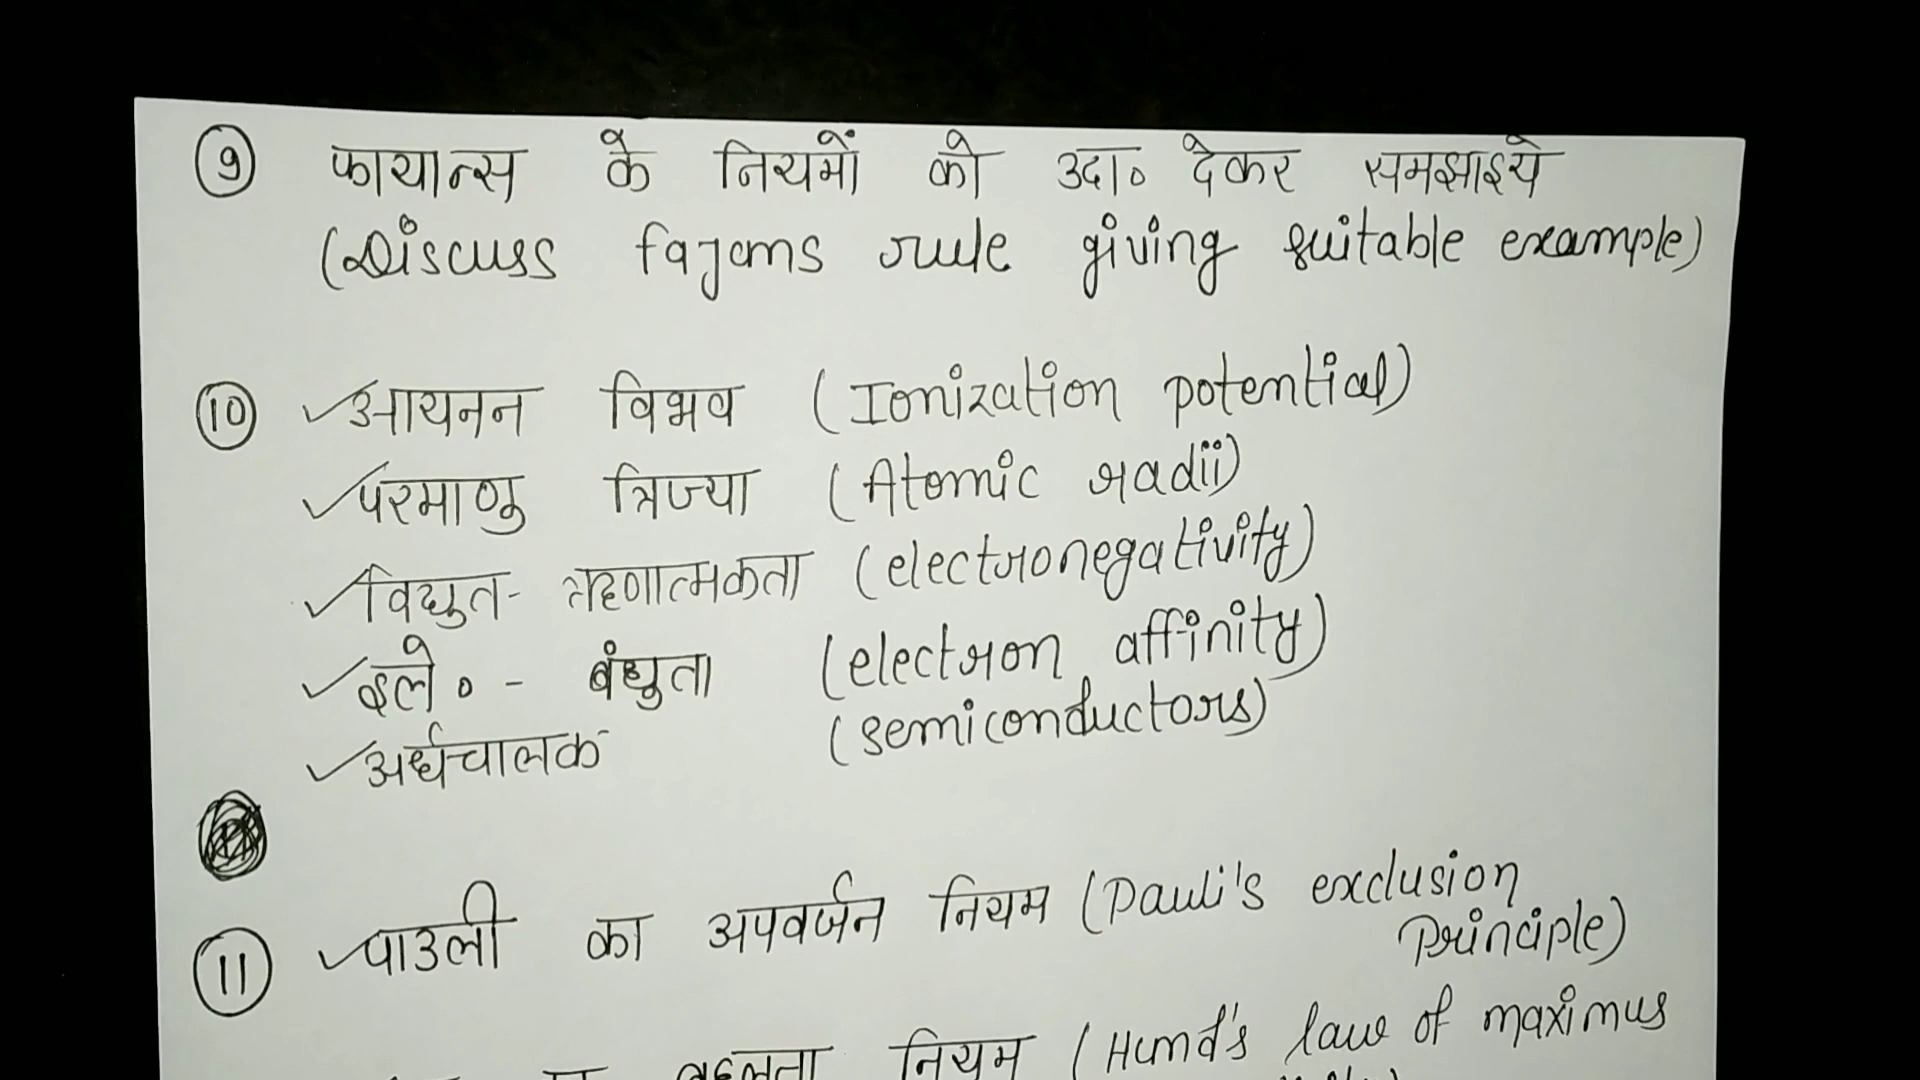 9 फायान्स के नियमों को उदा० देकर समझाइये
(Discuss fajans rule giving suitable example)
10 ✓आयनन विभव (Ionization potential)
✓परमाणु त्रिज्या (Atomic radii)
✓विद्युत- ऋणात्मकता (electronegativity)
✓इले० - बंधुता (electron affinity)
✓अर्धचालक (semiconductors)
11 ✓पाउली का अपवर्जन नियम (Pauli's exclusion
Principle)
नियम (Hund's law of maximus